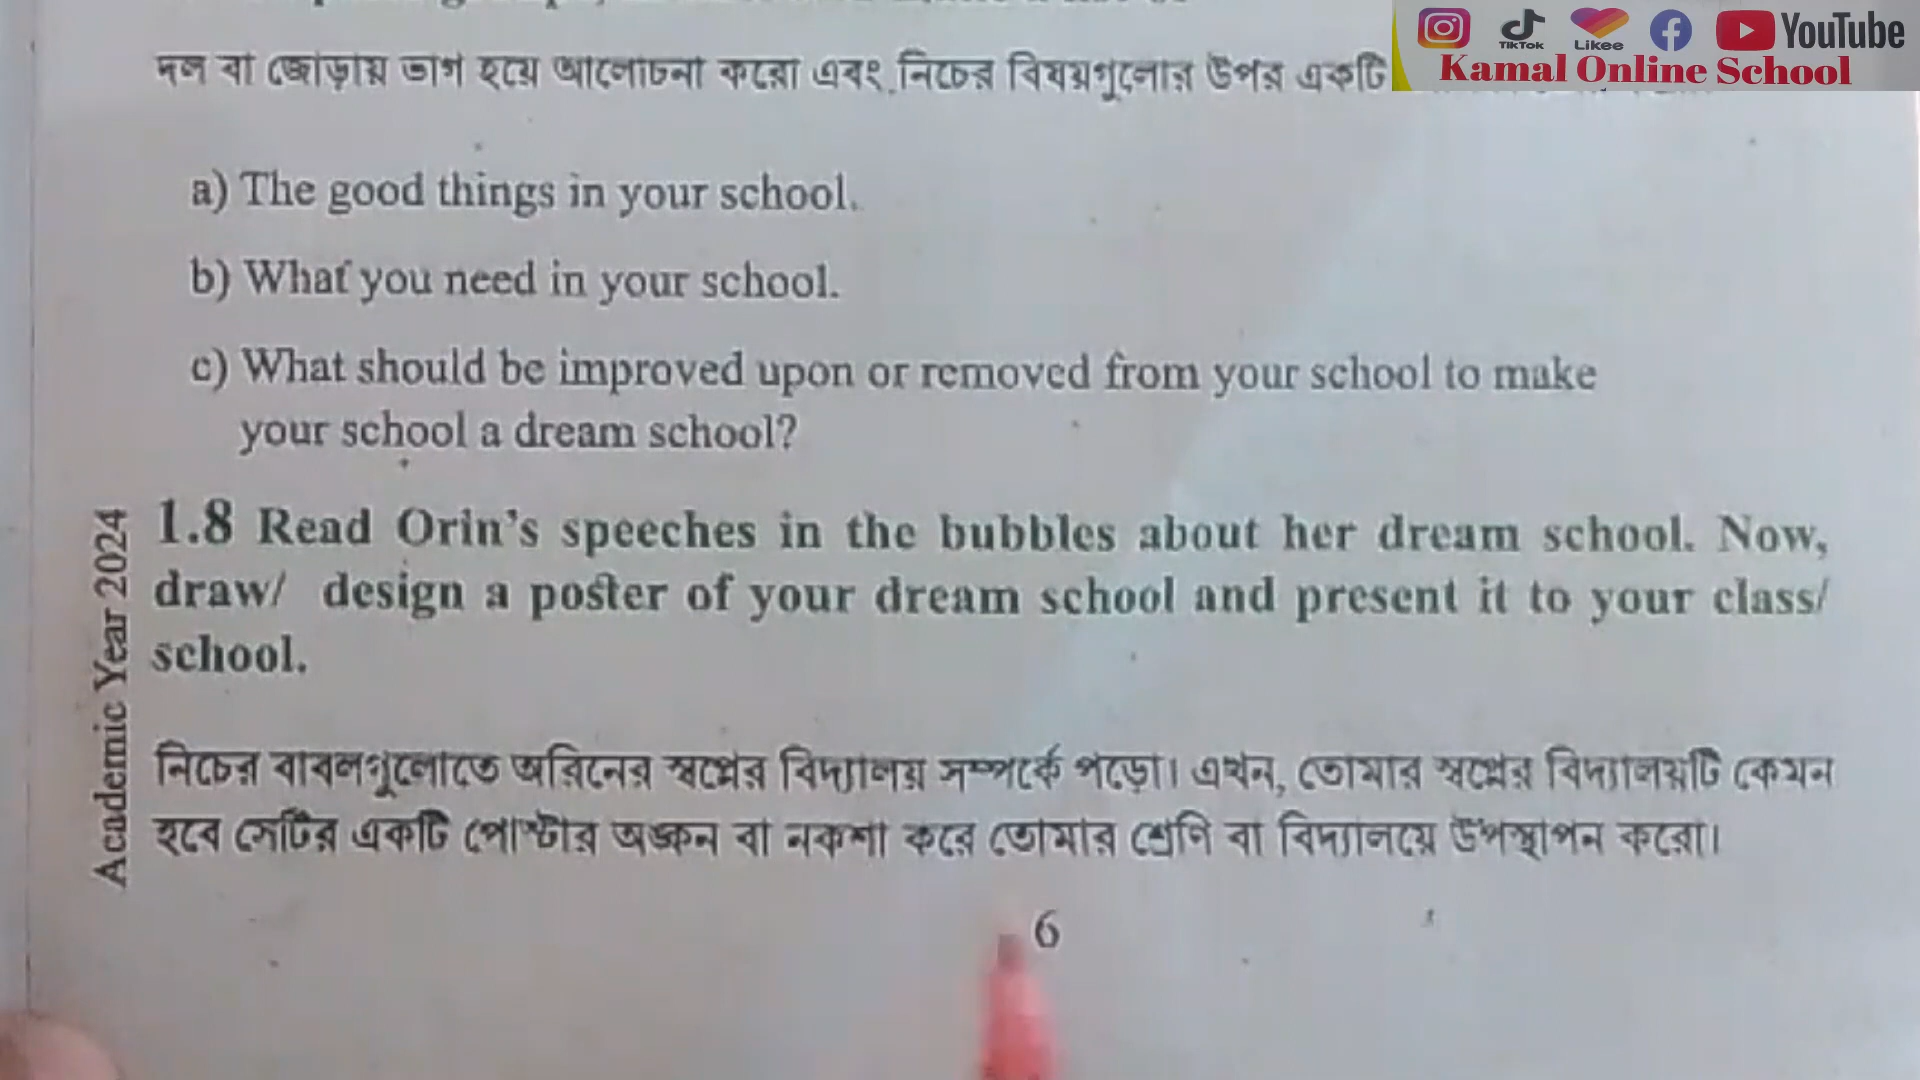 TikTok Likee YouTube
Kamal Online School
দল বা জোড়ায় ভাগ হয়ে আলোচনা করো এবং নিচের বিষয়গুলোর উপর একটি
a) The good things in your school.
b) What you need in your school.
c) What should be improved upon or removed from your school to make
your school a dream school?
1.8 Read Orin's speeches in the bubbles about her dream school. Now,
draw/ design a poster of your dream school and present it to your class/
school.
Academic Year 2024
নিচের বাবলগুলোতে অরিনের স্বপ্নের বিদ্যালয় সম্পর্কে পড়ো। এখন, তোমার স্বপ্নের বিদ্যালয়টি কেমন
হবে সেটির একটি পোস্টার অঙ্কন বা নকশা করে তোমার শ্রেণি বা বিদ্যালয়ে উপস্থাপন করো।
6